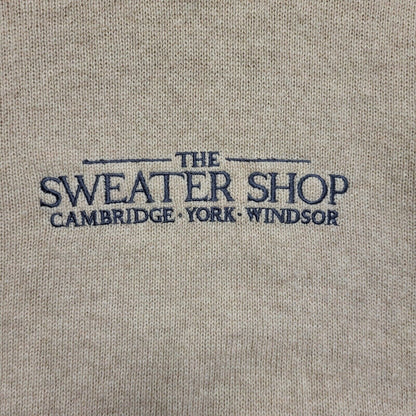 THE
SWEATER SHOP
CAMBRIDGE · YORK · WINDSOR